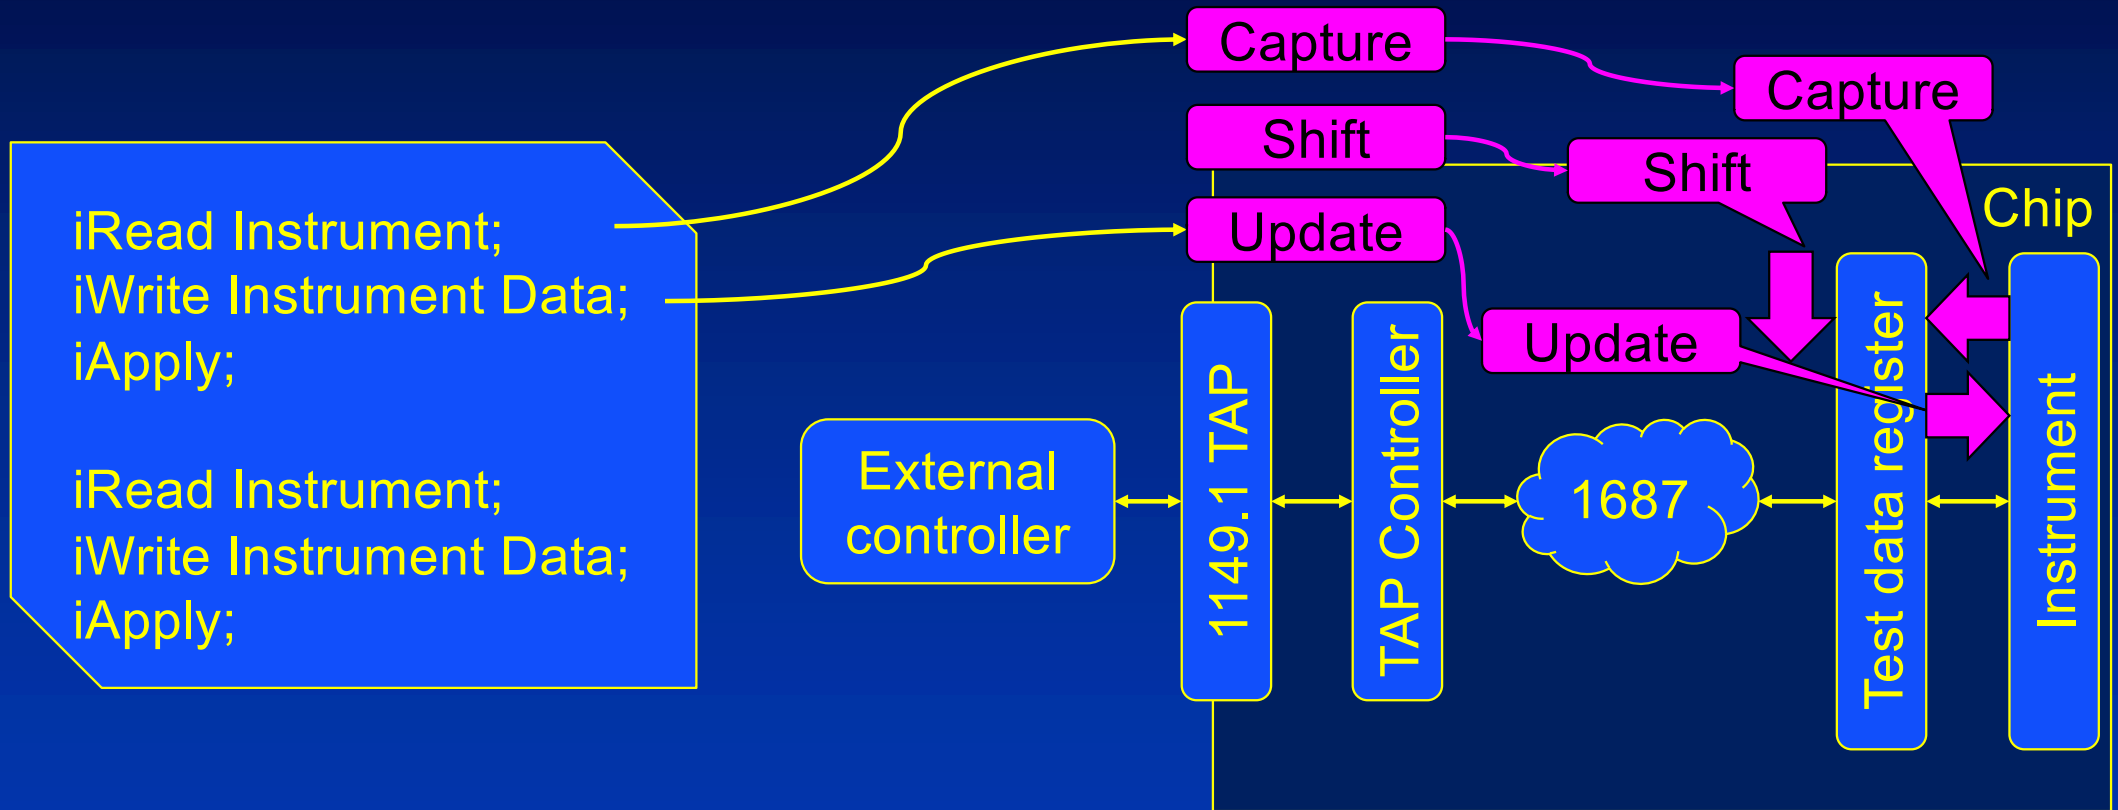 Capture
Capture
Shift
Shift
Update
Update
Chip
iRead Instrument;
iWrite Instrument Data;
iApply;
iRead Instrument;
iWrite Instrument Data;
iApply;
External
controller
1149.1 TAP
TAP Controller
1687
Test data register
Instrument